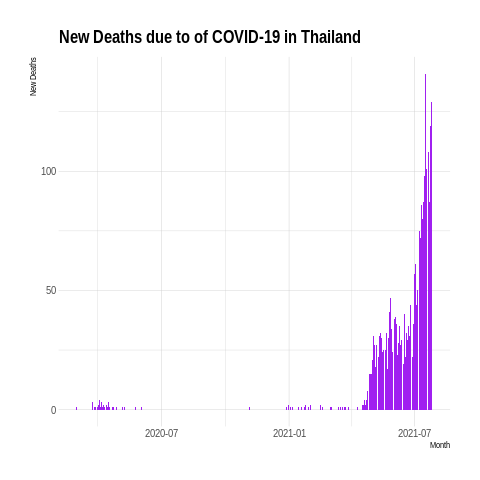 New Deaths due to of COVID-19 in Thailand
New Deaths
100
50
0
2020-07
2021-01
2021-07
Month